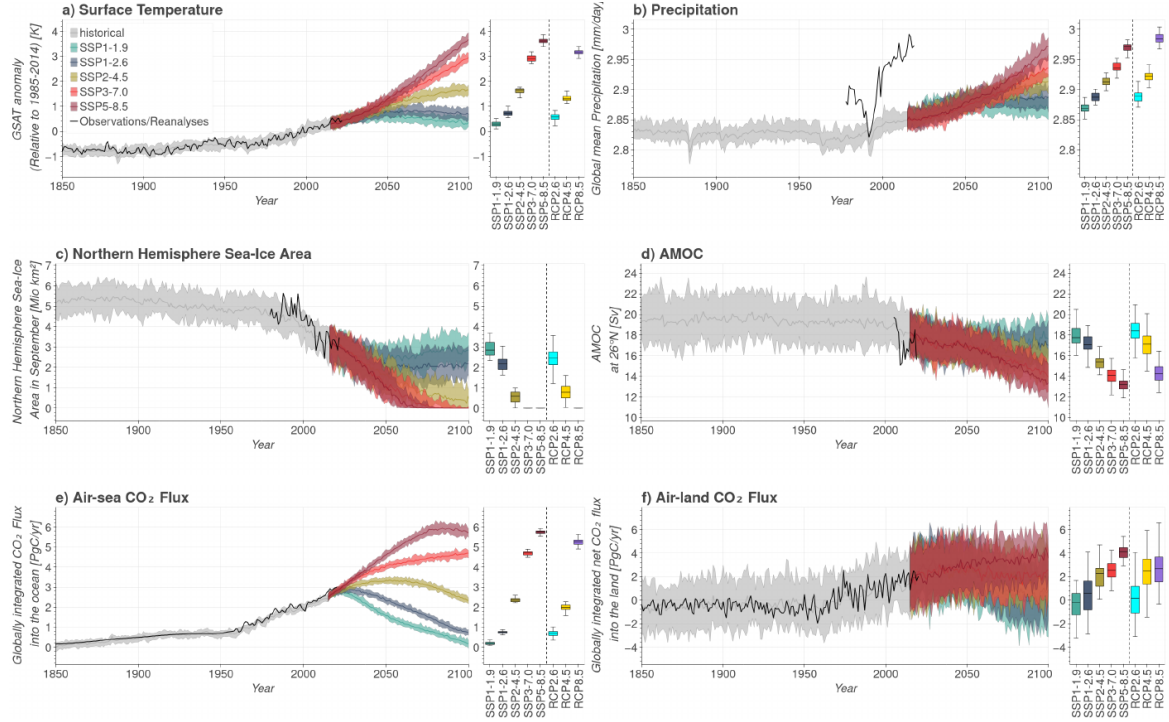 a) Surface Temperature
GSAT anomaly
(Relative to 1985-2014) [K]
4
3
2
1
0
−1
historical
SSP1-1.9
SSP1-2.6
SSP2-4.5
SSP3-7.0
SSP5-8.5
Observations/Reanalyses
1850 1900 1950 2000 2050 2100
Year
4
3
2
1
0
−1
SSP1-1.9
SSP1-2.6
SSP2-4.5
SSP3-7.0
SSP5-8.5
RCP2.6
RCP4.5
RCP8.5
b) Precipitation
Global mean Precipitation [mm/day]
3
2.95
2.9
2.85
2.8
1850 1900 1950 2000 2050 2100
Year
3
2.95
2.9
2.85
2.8
SSP1-1.9
SSP1-2.6
SSP2-4.5
SSP3-7.0
SSP5-8.5
RCP2.6
RCP4.5
RCP8.5
c) Northern Hemisphere Sea-Ice Area
Northern Hemisphere Sea-Ice
Area in September [Mio km²]
7
6
5
4
3
2
1
0
1850 1900 1950 2000 2050 2100
Year
7
6
5
4
3
2
1
0
SSP1-1.9
SSP1-2.6
SSP2-4.5
SSP3-7.0
SSP5-8.5
RCP2.6
RCP4.5
RCP8.5
d) AMOC
AMOC
at 26°N [Sv]
24
22
20
18
16
14
12
10
1850 1900 1950 2000 2050 2100
Year
24
22
20
18
16
14
12
10
SSP1-1.9
SSP1-2.6
SSP2-4.5
SSP3-7.0
SSP5-8.5
RCP2.6
RCP4.5
RCP8.5
e) Air-sea CO₂ Flux
Globally integrated CO₂ Flux
into the ocean [PgC/yr]
6
5
4
3
2
1
0
1850 1900 1950 2000 2050 2100
Year
6
5
4
3
2
1
0
SSP1-1.9
SSP1-2.6
SSP2-4.5
SSP3-7.0
SSP5-8.5
RCP2.6
RCP4.5
RCP8.5
f) Air-land CO₂ Flux
Globally integrated net CO₂ flux
into the land [PgC/yr]
6
4
2
0
−2
−4
1850 1900 1950 2000 2050 2100
Year
6
4
2
0
−2
−4
SSP1-1.9
SSP1-2.6
SSP2-4.5
SSP3-7.0
SSP5-8.5
RCP2.6
RCP4.5
RCP8.5